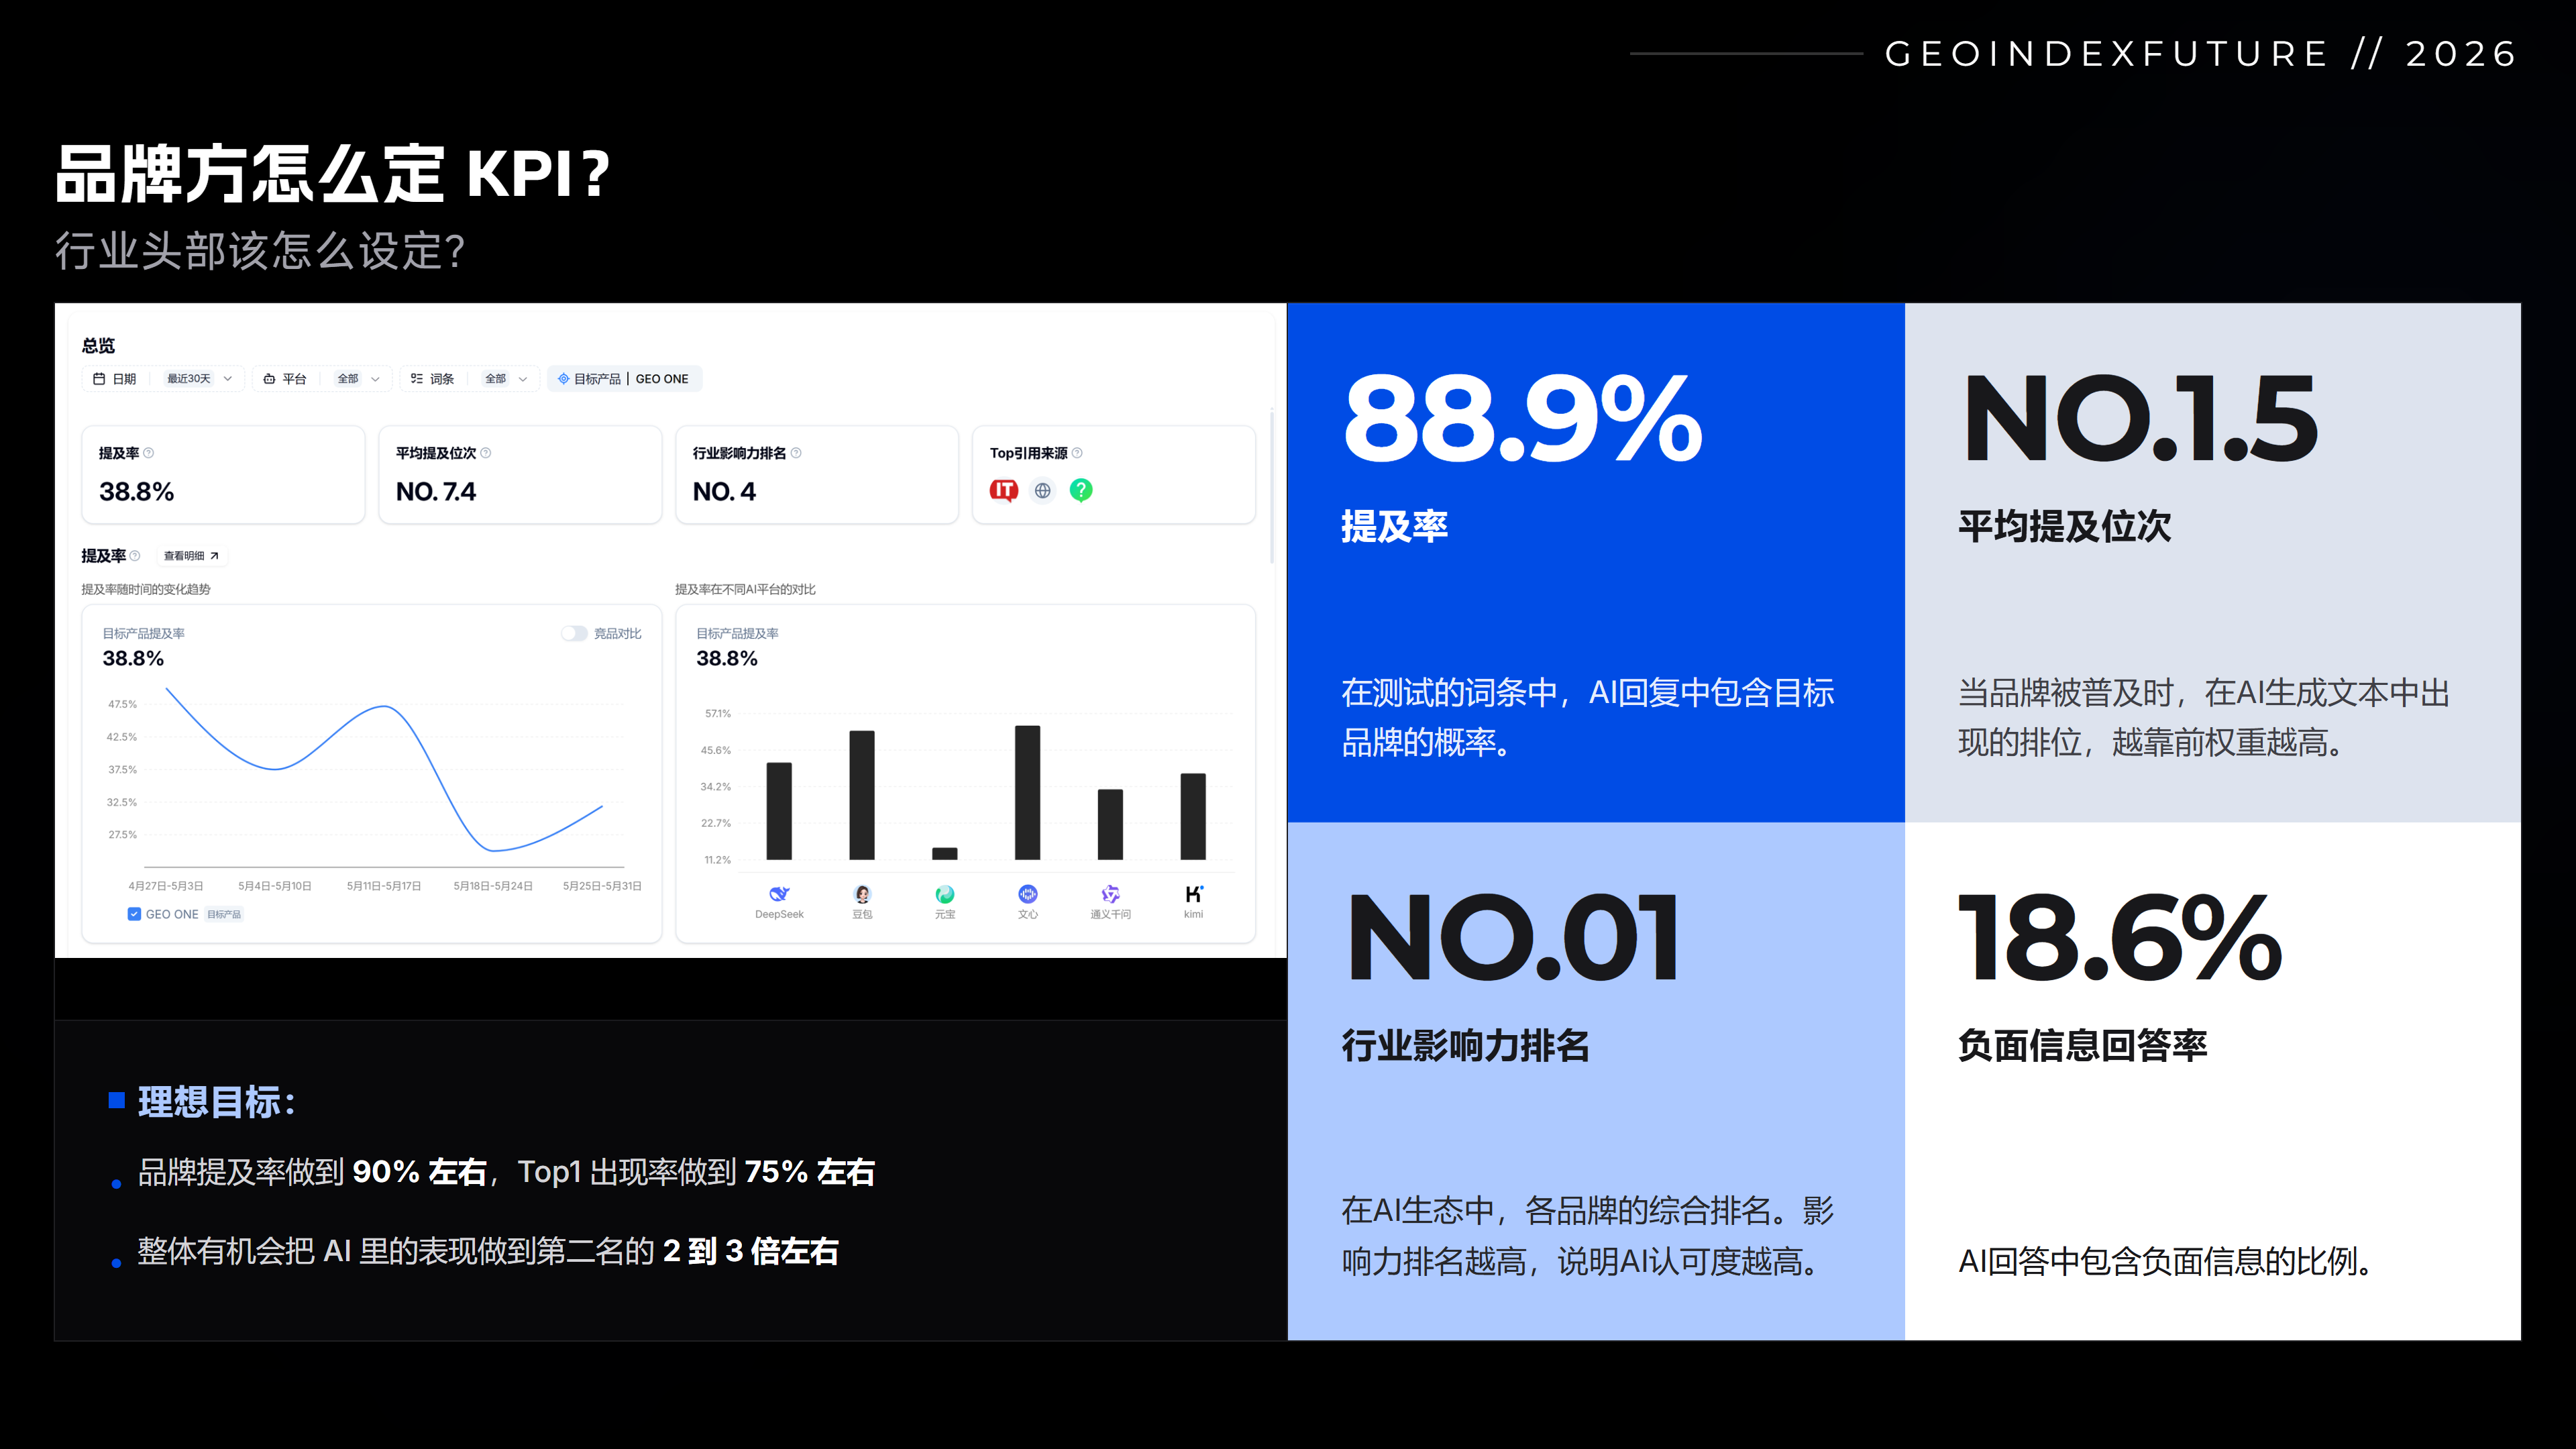 GEOINDEXFUTURE // 2026
品牌方怎么定 KPI？
行业头部该怎么设定？
总览
日期 最近30天 平台 全部 词条 全部 目标产品 | GEO ONE
提及率
38.8%
平均提及位次
NO. 7.4
行业影响力排名
NO. 4
Top引用来源
IT ?
提及率 查看明细
提及率随时间的变化趋势
目标产品提及率 竞品对比
38.8%
47.5%
42.5%
37.5%
32.5%
27.5%
4月27日-5月3日 5月4日-5月10日 5月11日-5月17日 5月18日-5月24日 5月25日-5月31日
GEO ONE 目标产品
提及率在不同AI平台的对比
目标产品提及率
38.8%
57.1%
45.6%
34.2%
22.7%
11.2%
DeepSeek 豆包 元宝 文心 通义千问 kimi
理想目标：
品牌提及率做到 90% 左右，Top1 出现率做到 75% 左右
整体有机会把 AI 里的表现做到第二名的 2 到 3 倍左右
88.9%
提及率
在测试的词条中，AI回复中包含目标
品牌的概率。
NO.1.5
平均提及位次
当品牌被普及时，在AI生成文本中出
现的排位，越靠前权重越高。
NO.01
行业影响力排名
在AI生态中，各品牌的综合排名。影
响力排名越高，说明AI认可度越高。
18.6%
负面信息回答率
AI回答中包含负面信息的比例。